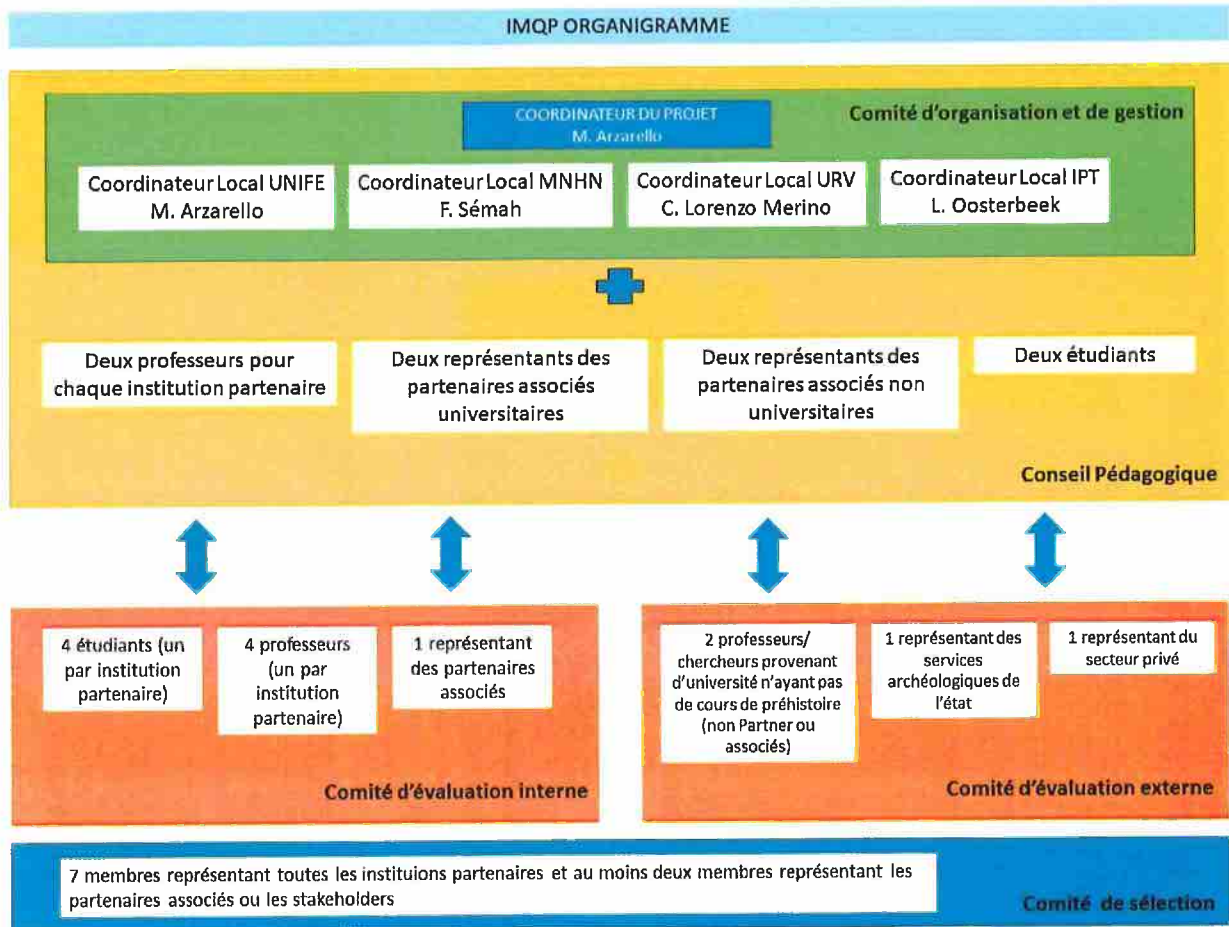 IMQP ORGANIGRAMME
COORDINATEUR DU PROJET
M. Arzarello
Comité d'organisation et de gestion
Coordinateur Local UNIFE
M. Arzarello
Coordinateur Local MNHN
F. Sémah
Coordinateur Local URV
C. Lorenzo Merino
Coordinateur Local IPT
L. Oosterbeek
Deux professeurs pour
chaque institution partenaire
Deux représentants des
partenaires associés
universitaires
Deux représentants des
partenaires associés non
universitaires
Deux étudiants
Conseil Pédagogique
4 étudiants (un
par institution
partenaire)
4 professeurs
(un par
institution
partenaire)
1 représentant
des partenaires
associés
Comité d'évaluation interne
2 professeurs/
chercheurs provenant
d'université n'ayant pas
de cours de préhistoire
(non Partner ou
associés)
1 représentant des
services
archéologiques de
l'état
1 représentant du
secteur privé
Comité d'évaluation externe
7 membres représentant toutes les instituions partenaires et au moins deux membres représentant les
partenaires associés ou les stakeholders
Comité de sélection